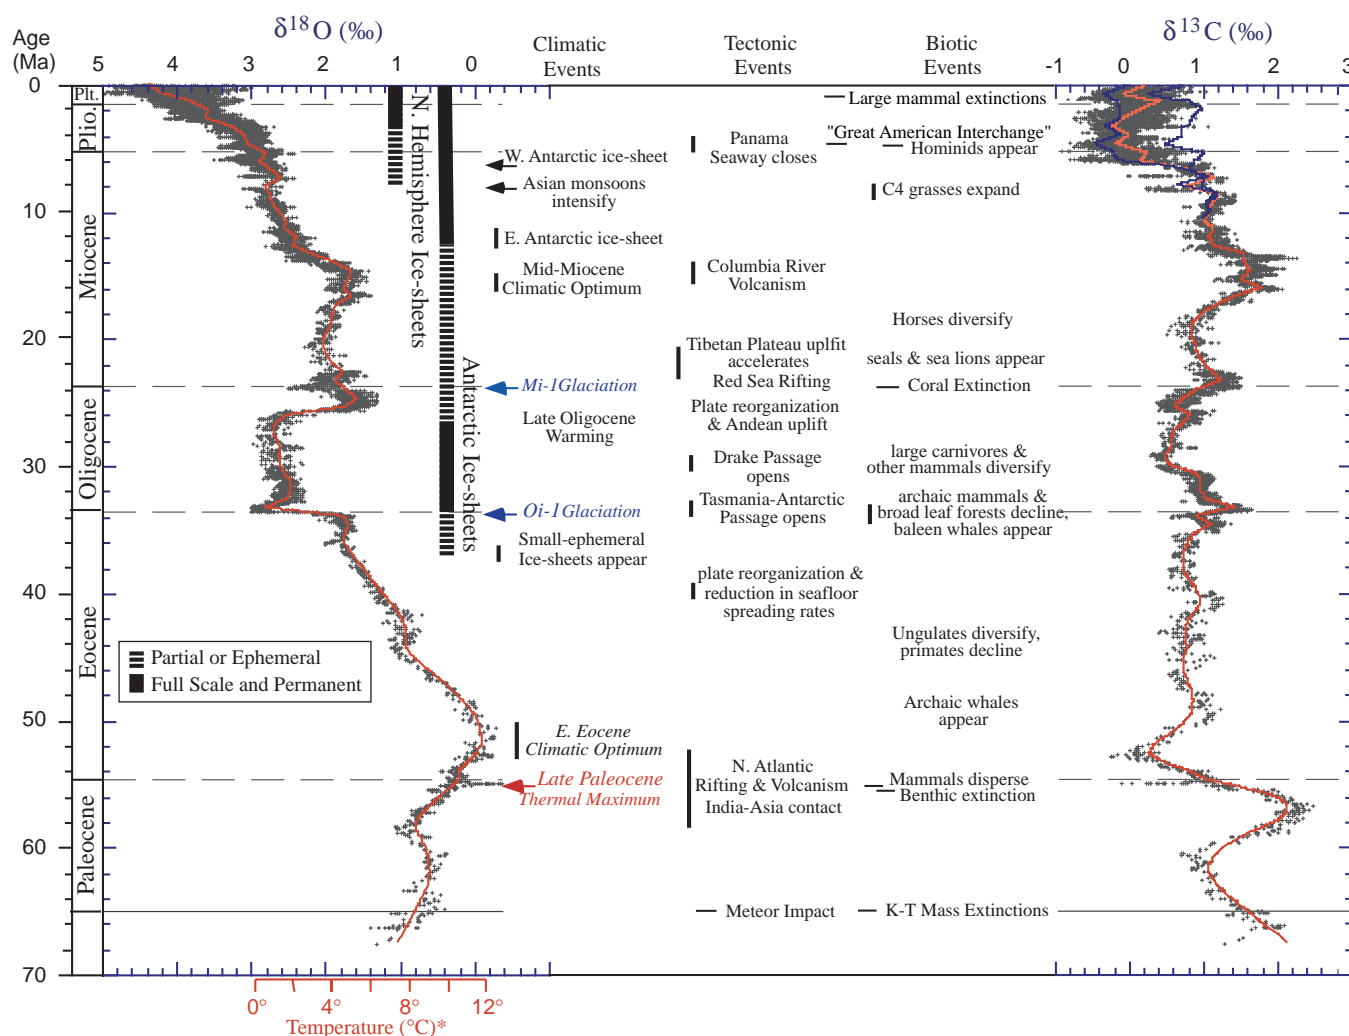 δ18O (‰)
δ13C (‰)
Age
(Ma)
Climatic
Events
Tectonic
Events
Biotic
Events
5 4 3 2 1 0
-1 0 1 2 3
0
10
20
30
40
50
60
70
Plt.
Plio.
Miocene
Oligocene
Eocene
Paleocene
N. Hemisphere Ice-sheets
Antarctic Ice-sheets
Partial or Ephemeral
Full Scale and Permanent
W. Antarctic ice-sheet
Asian monsoons
intensify
E. Antarctic ice-sheet
Mid-Miocene
Climatic Optimum
Mi-1Glaciation
Late Oligocene
Warming
Oi-1Glaciation
Small-ephemeral
Ice-sheets appear
E. Eocene
Climatic Optimum
Late Paleocene
Thermal Maximum
Panama
Seaway closes
Columbia River
Volcanism
Tibetan Plateau uplfit
accelerates
Red Sea Rifting
Plate reorganization
& Andean uplift
Drake Passage
opens
Tasmania-Antarctic
Passage opens
plate reorganization &
reduction in seafloor
spreading rates
N. Atlantic
Rifting & Volcanism
India-Asia contact
Meteor Impact
Large mammal extinctions
"Great American Interchange"
Hominids appear
C4 grasses expand
Horses diversify
seals & sea lions appear
Coral Extinction
large carnivores &
other mammals diversify
archaic mammals &
broad leaf forests decline,
baleen whales appear
Ungulates diversify,
primates decline
Archaic whales
appear
Mammals disperse
Benthic extinction
K-T Mass Extinctions
0° 4° 8° 12°
Temperature (°C)*